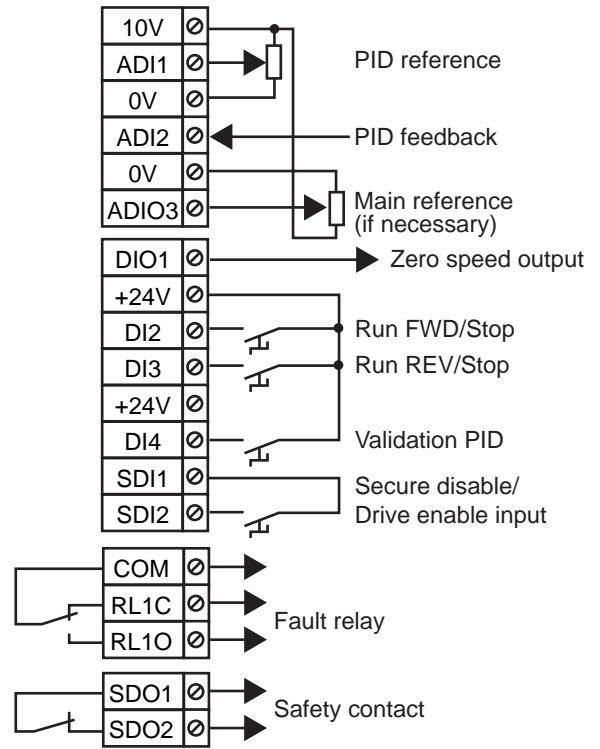 10V
ADI1
PID reference
0V
ADI2
PID feedback
0V
ADIO3
Main reference
(if necessary)
DIO1
Zero speed output
+24V
DI2
Run FWD/Stop
DI3
Run REV/Stop
+24V
DI4
Validation PID
SDI1
Secure disable/
SDI2
Drive enable input
COM
RL1C
Fault relay
RL1O
SDO1
Safety contact
SDO2